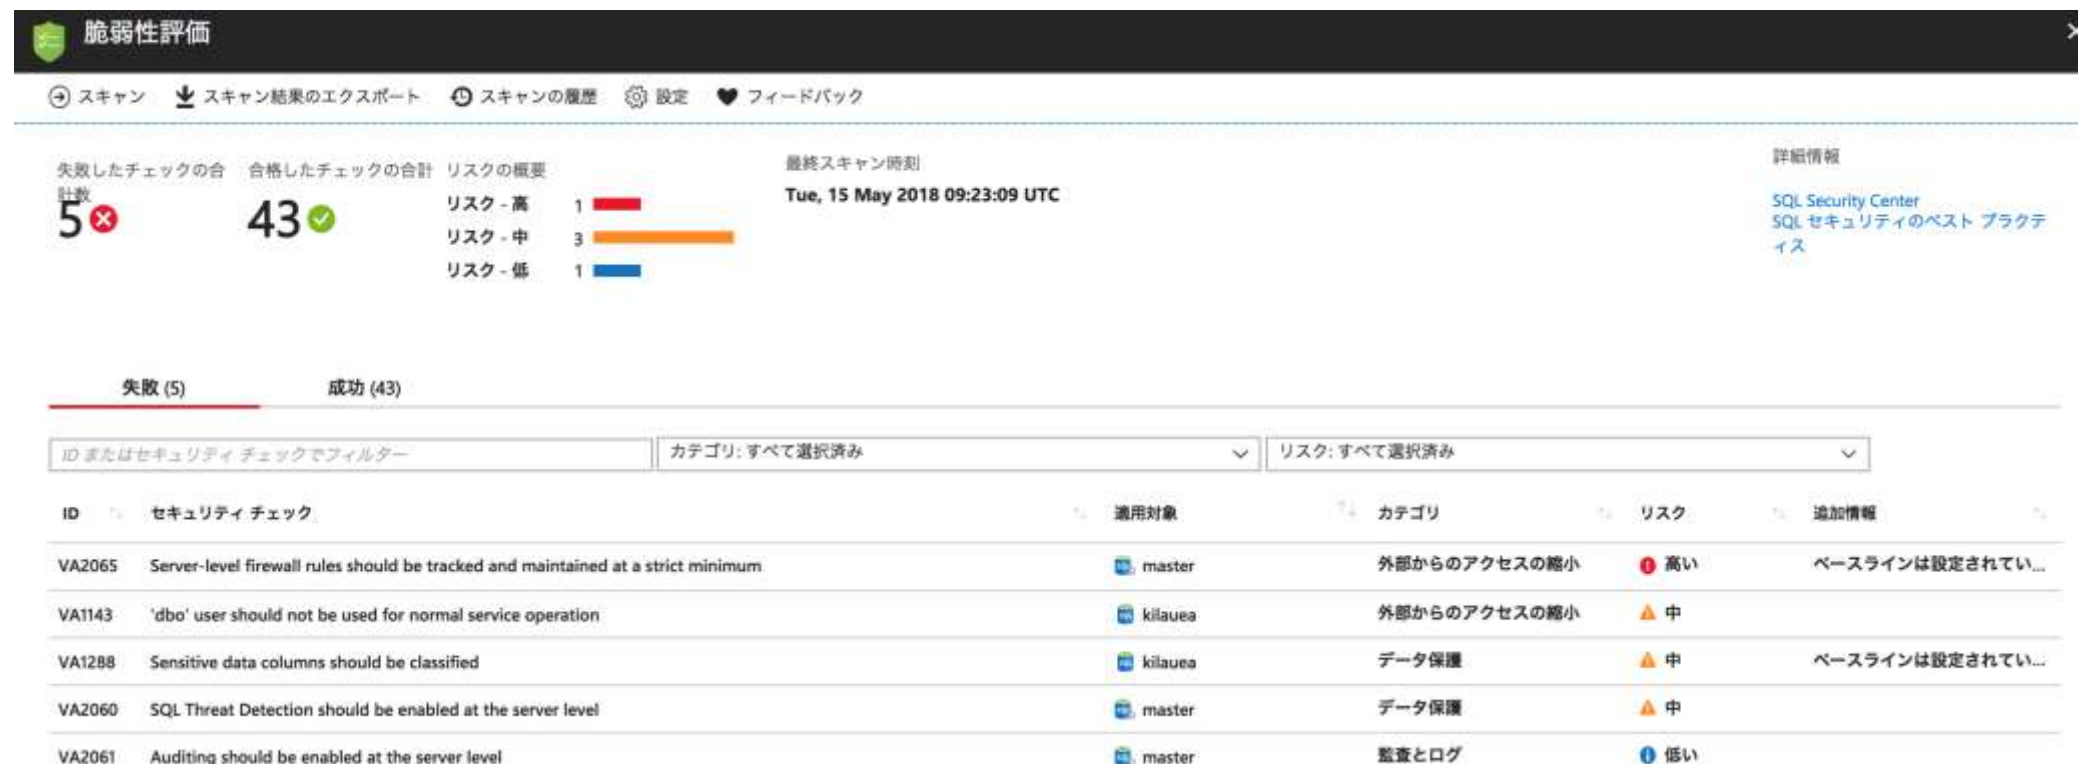 脆弱性評価
スキャン スキャン結果のエクスポート スキャンの履歴 設定 フィードバック
失敗したチェックの合計数
5
合格したチェックの合計
43
リスクの概要
リスク - 高 1
リスク - 中 3
リスク - 低 1
最終スキャン時刻
Tue, 15 May 2018 09:23:09 UTC
詳細情報
SQL Security Center
SQL セキュリティのベスト プラクテ
ィス
失敗 (5) 成功 (43)
ID またはセキュリティ チェックでフィルター カテゴリ: すべて選択済み リスク: すべて選択済み
ID セキュリティ チェック 適用対象 カテゴリ リスク 追加情報
VA2065 Server-level firewall rules should be tracked and maintained at a strict minimum master 外部からのアクセスの縮小 高い ベースラインは設定されてい...
VA1143 'dbo' user should not be used for normal service operation kilauea 外部からのアクセスの縮小 中
VA1288 Sensitive data columns should be classified kilauea データ保護 中 ベースラインは設定されてい...
VA2060 SQL Threat Detection should be enabled at the server level master データ保護 中
VA2061 Auditing should be enabled at the server level master 監査とログ 低い